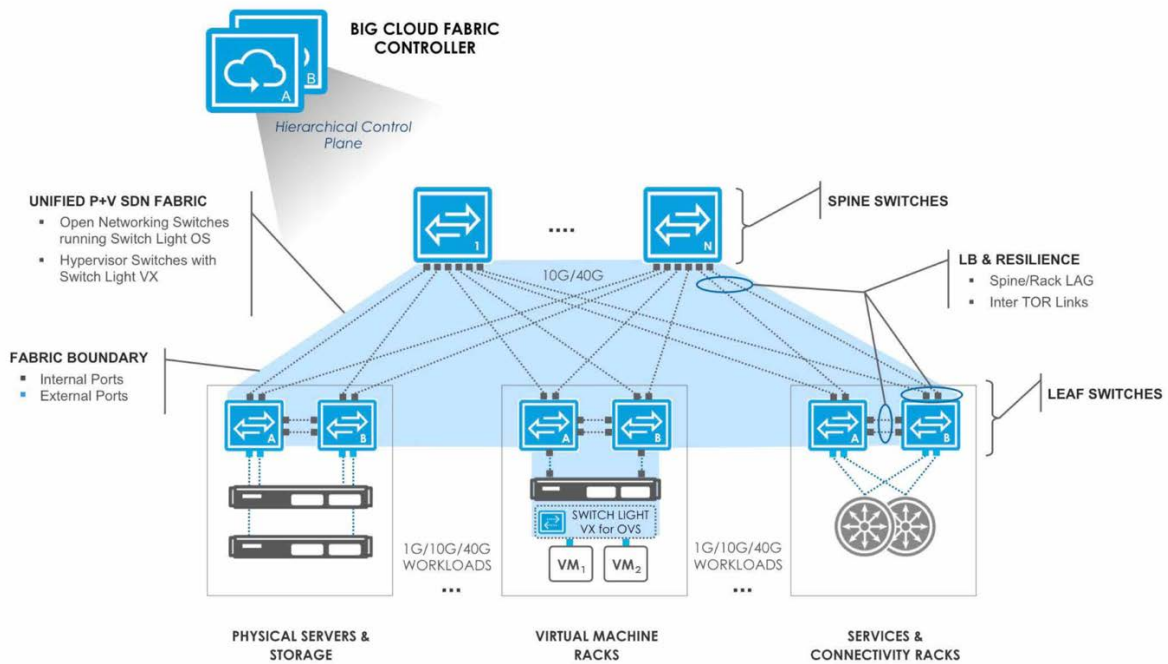 BIG CLOUD FABRIC
CONTROLLER
B
A
Hierarchical Control
Plane
UNIFIED P+V SDN FABRIC
Open Networking Switches
running Switch Light OS
Hypervisor Switches with
Switch Light VX
1
....
N
SPINE SWITCHES
10G/40G
LB & RESILIENCE
Spine/Rack LAG
Inter TOR Links
FABRIC BOUNDARY
Internal Ports
External Ports
LEAF SWITCHES
A
B
A
B
A
B
SWITCH LIGHT
VX for OVS
VM1
VM2
1G/10G/40G
WORKLOADS
...
1G/10G/40G
WORKLOADS
...
PHYSICAL SERVERS &
STORAGE
VIRTUAL MACHINE
RACKS
SERVICES &
CONNECTIVITY RACKS